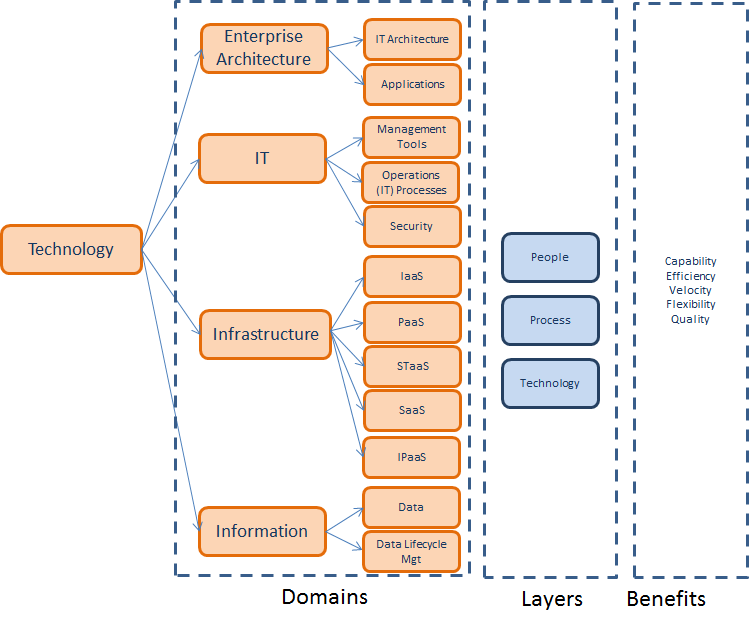 Technology
Enterprise
Architecture
IT Architecture
Applications
IT
Management
Tools
Operations
(IT) Processes
Security
Infrastructure
IaaS
PaaS
STaaS
SaaS
IPaaS
Information
Data
Data Lifecycle
Mgt
Domains
People
Process
Technology
Layers
Capability
Efficiency
Velocity
Flexibility
Quality
Benefits